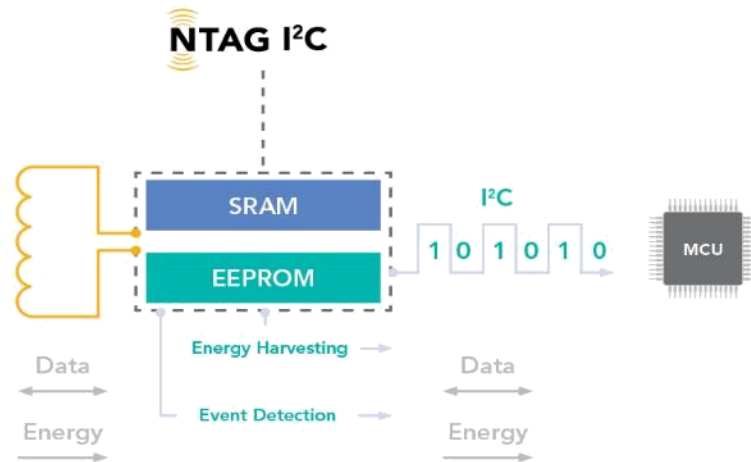 NTAG I²C
SRAM
I²C
1 0 1 0 1 0
MCU
EEPROM
Energy Harvesting
Data
Data
Event Detection
Energy
Energy